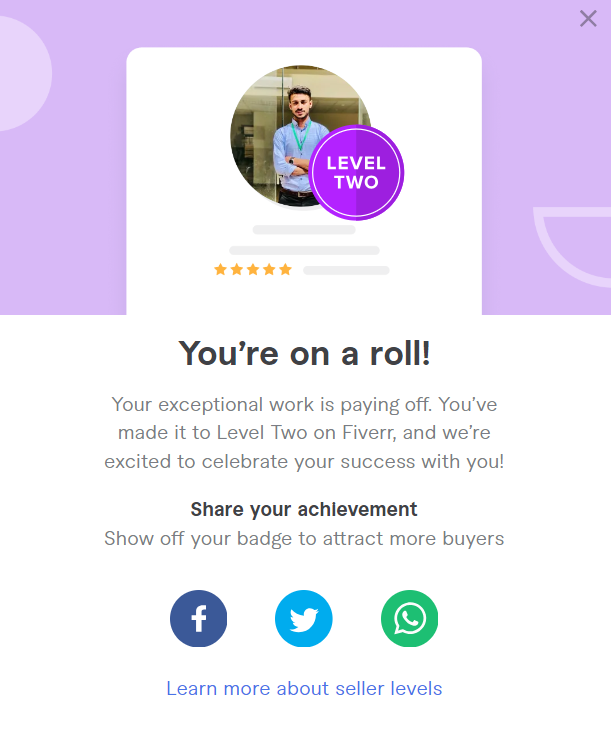 LEVEL
TWO
You’re on a roll!
Your exceptional work is paying off. You’ve
made it to Level Two on Fiverr, and we’re
excited to celebrate your success with you!
Share your achievement
Show off your badge to attract more buyers
Learn more about seller levels